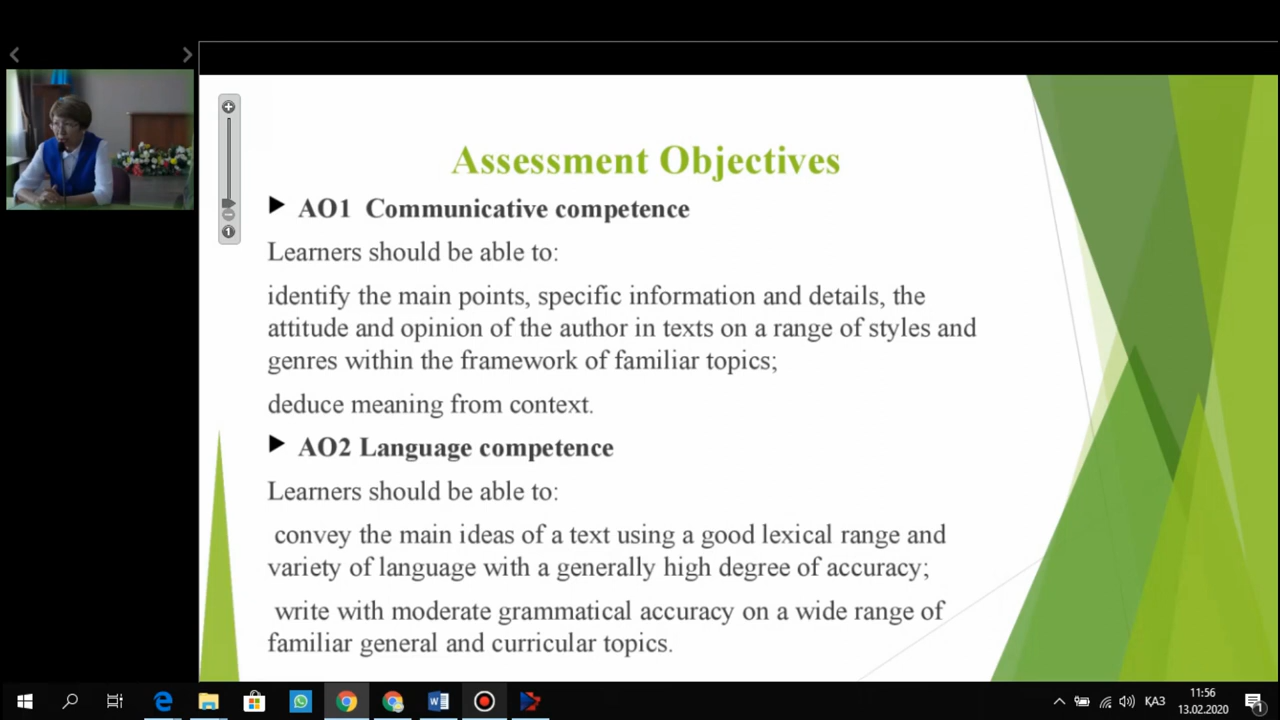 Assessment Objectives
AO1 Communicative competence
Learners should be able to:
identify the main points, specific information and details, the
attitude and opinion of the author in texts on a range of styles and
genres within the framework of familiar topics;
deduce meaning from context.
AO2 Language competence
Learners should be able to:
convey the main ideas of a text using a good lexical range and
variety of language with a generally high degree of accuracy;
write with moderate grammatical accuracy on a wide range of
familiar general and curricular topics.
1
ҚАЗ
11:56
13.02.2020
1